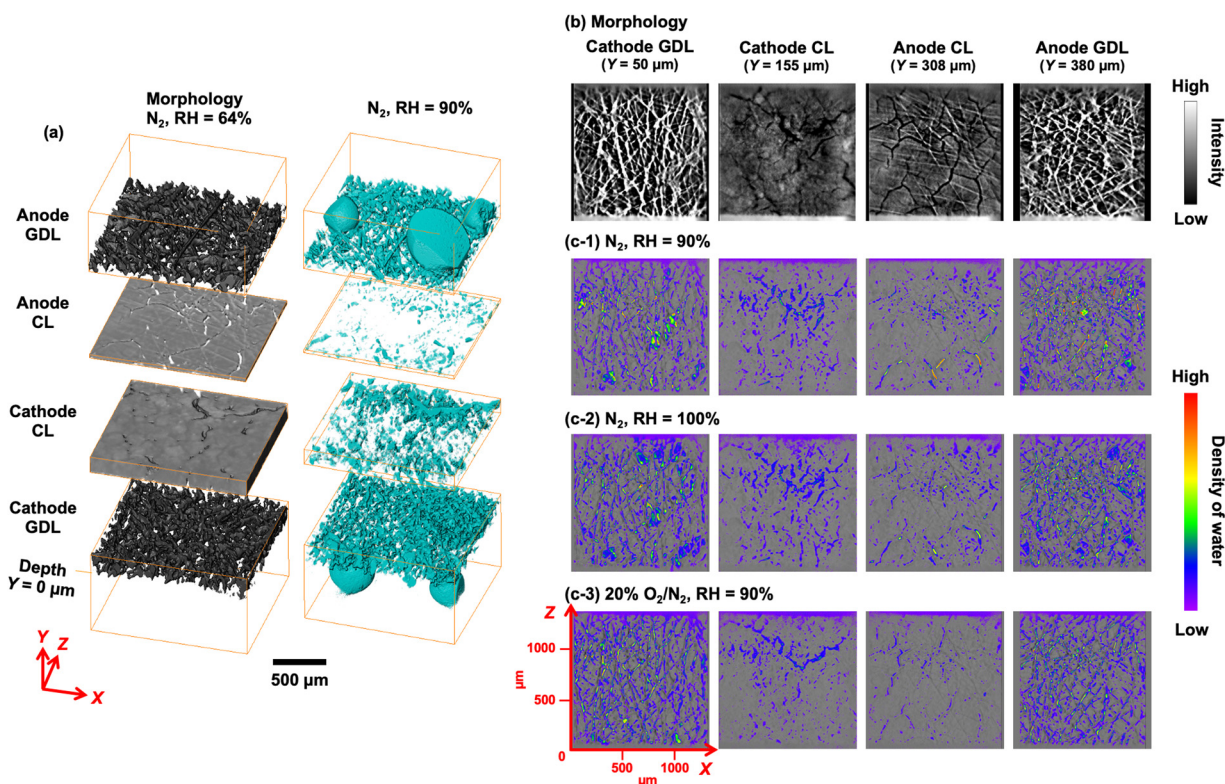 (a)
Morphology
N₂, RH = 64%
N₂, RH = 90%
Anode
GDL
Anode
CL
Cathode
CL
Cathode
GDL
Depth
Y = 0 µm
Y
Z
X
500 µm
(b) Morphology
Cathode GDL
(Y = 50 µm)
Cathode CL
(Y = 155 µm)
Anode CL
(Y = 308 µm)
Anode GDL
(Y = 380 µm)
High
Intensity
Low
(c-1) N₂, RH = 90%
(c-2) N₂, RH = 100%
High
Density of water
Low
(c-3) 20% O₂/N₂, RH = 90%
Z
1000
µm
500
0
500
1000
µm
X